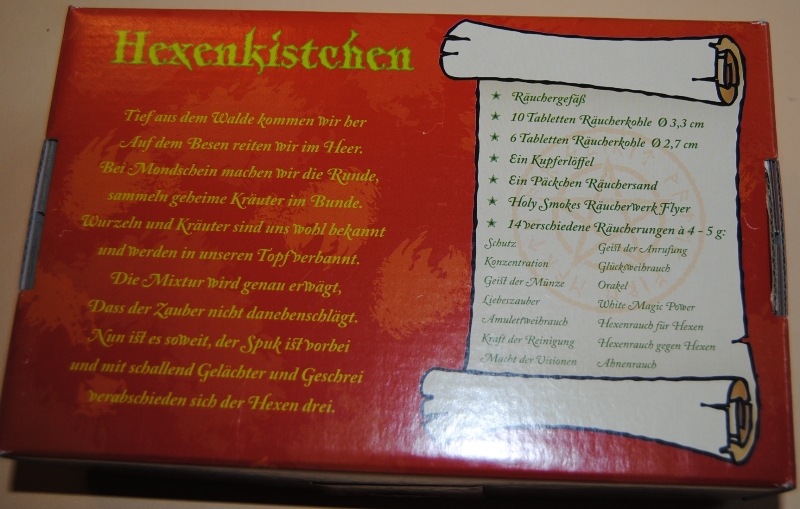 Hexenkistchen
Tief aus dem Walde kommen wir her
Auf dem Besen reiten wir im Heer.
Bei Mondschein machen wir die Runde,
sammeln geheime Kräuter im Bunde.
Wurzeln und Kräuter sind uns wohl bekannt
und werden in unseren Topf verbannt.
Die Mixtur wird genau erwägt,
Dass der Zauber nicht danebenschlägt.
Nun ist es soweit, der Spuk ist vorbei
und mit schallend Gelächter und Geschrei
verabschieden sich der Hexen drei.
★ Räuchergefäß
★ 10 Tabletten Räucherkohle Ø 3,3 cm
★ 6 Tabletten Räucherkohle Ø 2,7 cm
★ Ein Kupferlöffel
★ Ein Päckchen Räuchersand
★ Holy Smokes Räucherwerk Flyer
★ 14 verschiedene Räucherungen à 4 - 5 g:
Schutz
Konzentration
Geist der Münze
Liebeszauber
Amulettweihrauch
Kraft der Reinigung
Macht der Visionen
Geist der Anrufung
Glücksweihrauch
Orakel
White Magic Power
Hexenrauch für Hexen
Hexenrauch gegen Hexen
Ahnenrauch